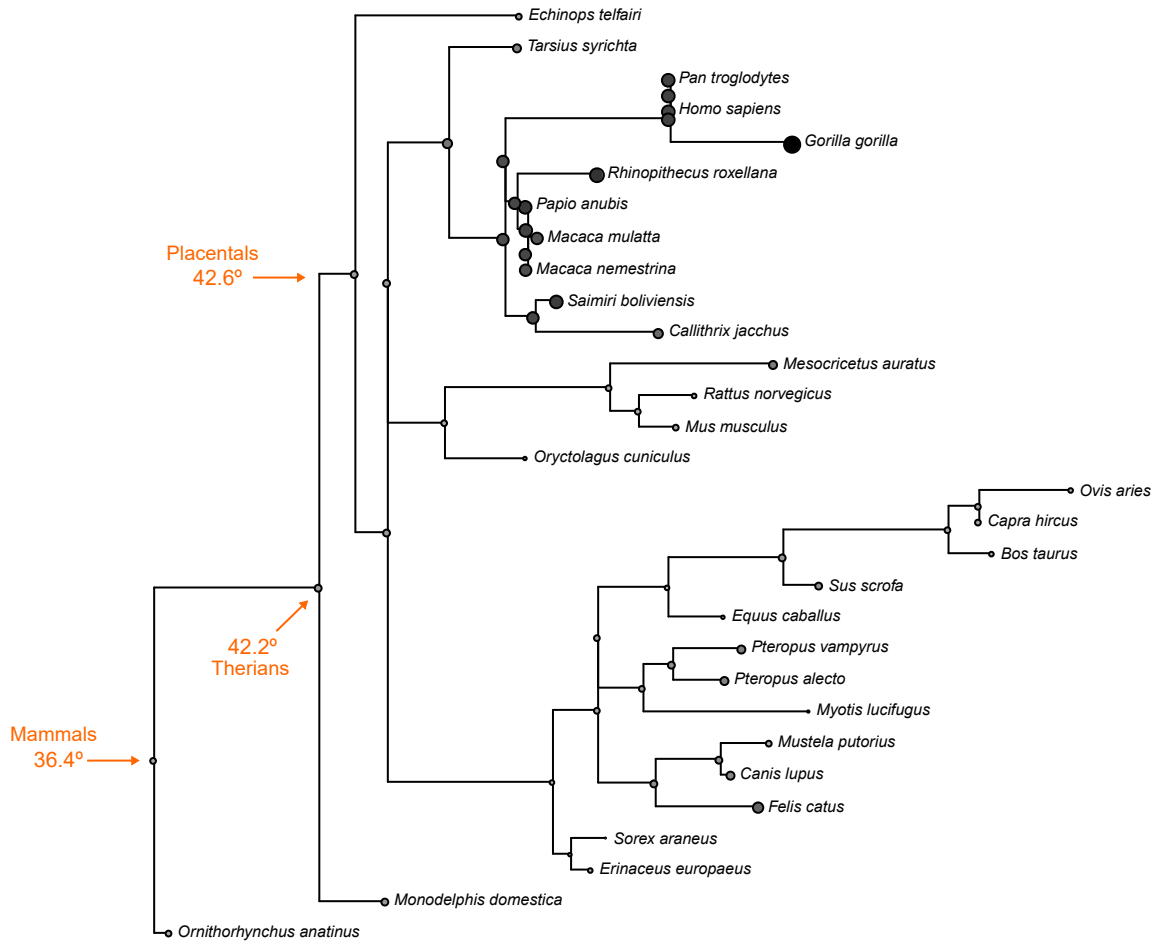 Echinops telfairi
Tarsius syrichta
Pan troglodytes
Homo sapiens
Gorilla gorilla
Rhinopithecus roxellana
Papio anubis
Macaca mulatta
Placentals
42.6º
Macaca nemestrina
Saimiri boliviensis
Callithrix jacchus
Mesocricetus auratus
Rattus norvegicus
Mus musculus
Oryctolagus cuniculus
Ovis aries
Capra hircus
Bos taurus
Sus scrofa
Equus caballus
42.2º
Therians
Pteropus vampyrus
Pteropus alecto
Myotis lucifugus
Mammals
36.4º
Mustela putorius
Canis lupus
Felis catus
Sorex araneus
Erinaceus europaeus
Monodelphis domestica
Ornithorhynchus anatinus